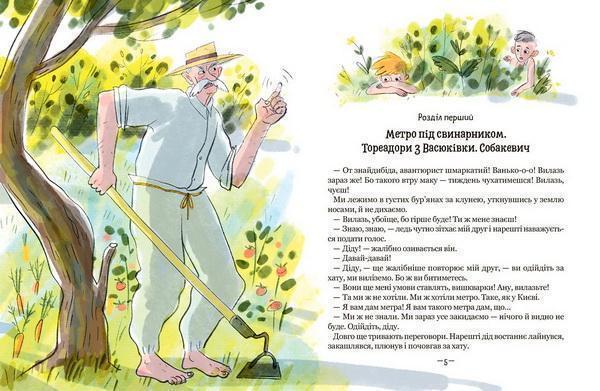 Розділ перший
Метро під свинарником.
Тореадори з Васюківки. Собакевич
— От знайдибіда, авантюрист шмаркатий! Ванько-о-о! Вилазь
зараз же! Бо такого втру маку — тиждень чухатимешся! Вилазь,
чуєш!
Ми лежимо в густих бур'янах за клунею, уткнувшись у землю
носами, й не дихаємо.
— Вилазь, убоїще, бо гірше буде! Ти ж мене знаєш!
— Знаю, знаю, — ледь чутно зітхає мій друг і нарешті наважуєть-
ся подати голос.
— Діду! — жалібно озивається він.
— Давай-давай!
— Діду, — ще жалібніше повторює мій друг, — ви одійдіть за
хату, ми виліземо. Бо ж ви битиметесь.
— Вони ще мені умови ставлять, вишкварки! Ану, вилазьте!
— Та ми ж не хотіли. Ми ж хотіли метро. Таке, як у Києві.
— Я вам дам метра! Я вам такого метра дам, що...
— Ми ж не знали. Ми зараз усе закидаємо — нічого й видно не
буде. Одійдіть, діду.
Довго ще тривають переговори. Нарешті дід востаннє лайнувся,
закашлявся, плюнув і почовгав за хату.
—5—